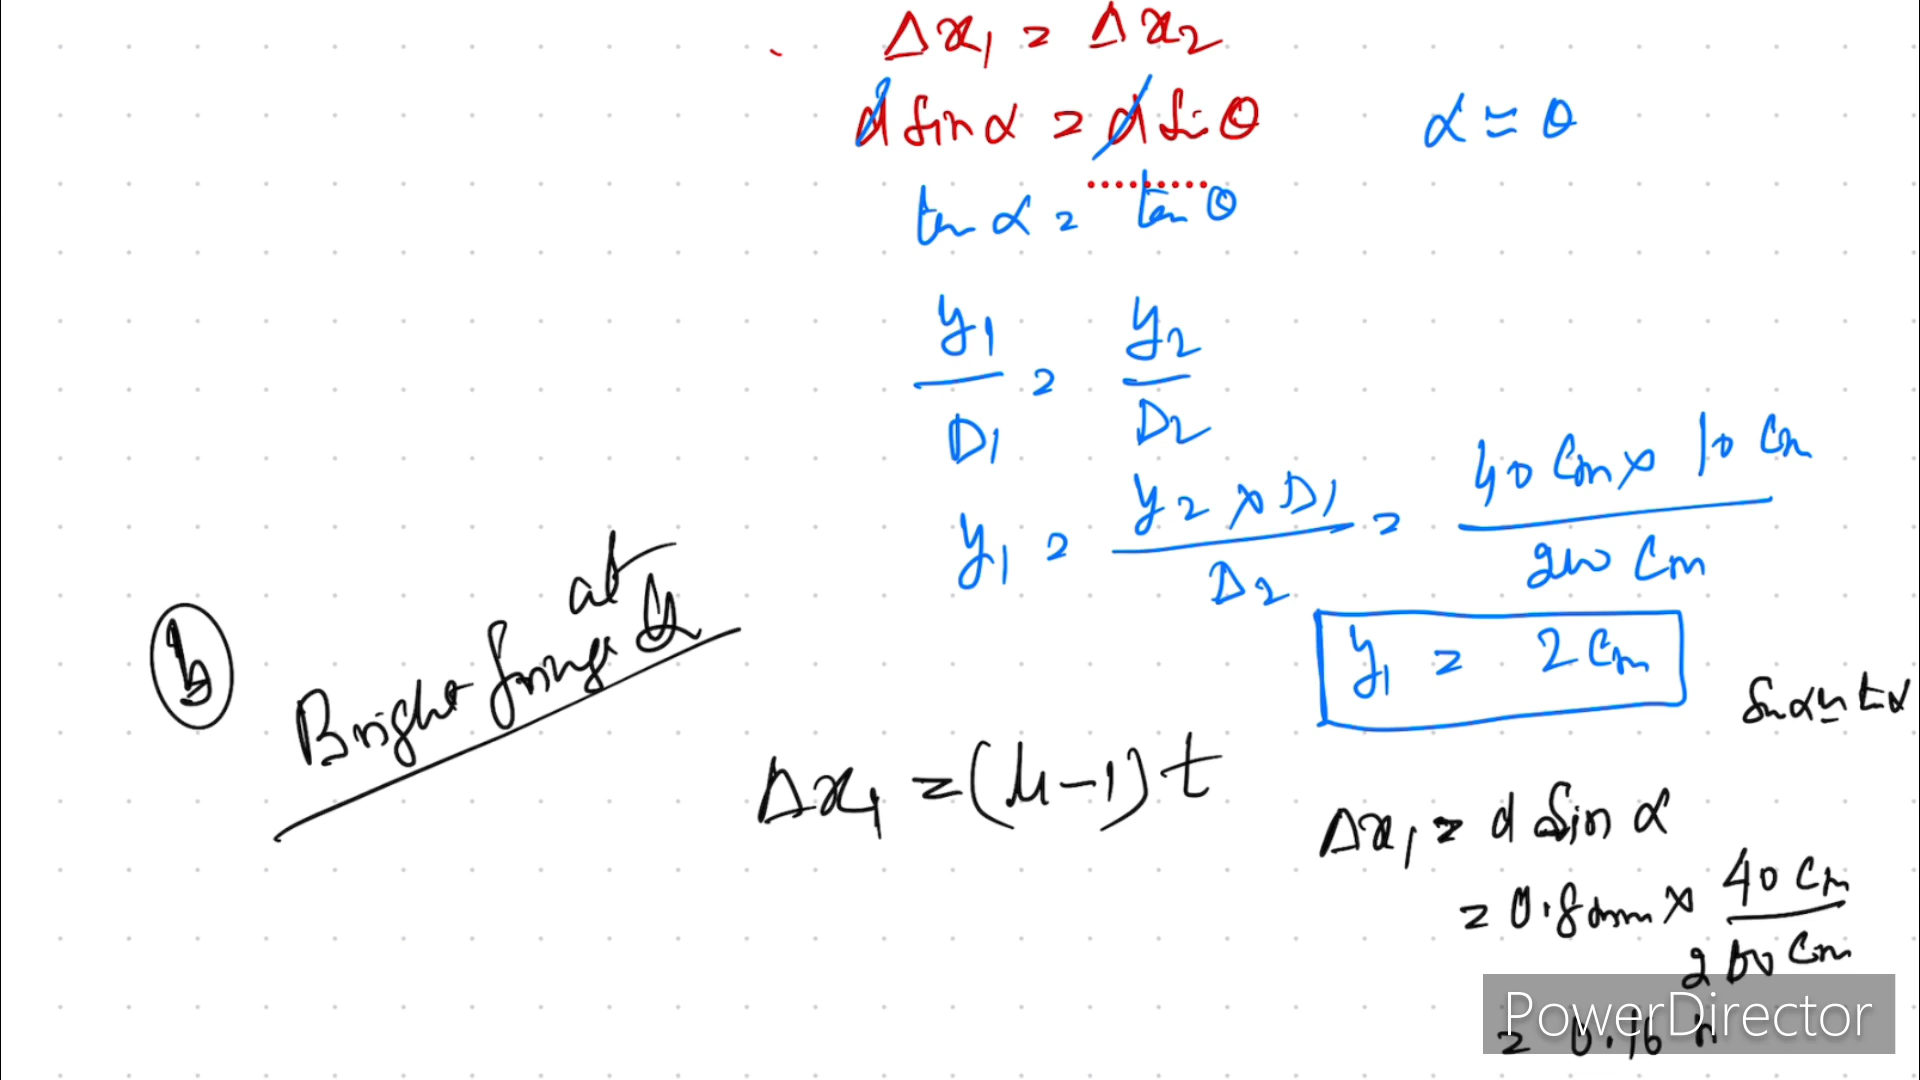 Δx₁ = Δx₂
d sin α = d sin θ
α ≃ θ
tan α = tan θ
y₁ / D₁ = y₂ / D₂
y₁ = y₂ × D₁ / D₂ = 40 cm × 10 cm / 200 cm
y₁ = 2 cm
b
Bright fringe at
sin α ≃ tan α
Δx₁ = (μ-1) t
Δx₁ = d sin α
= 0.8 mm × 40 cm / 200 cm
= 0.16
PowerDirector